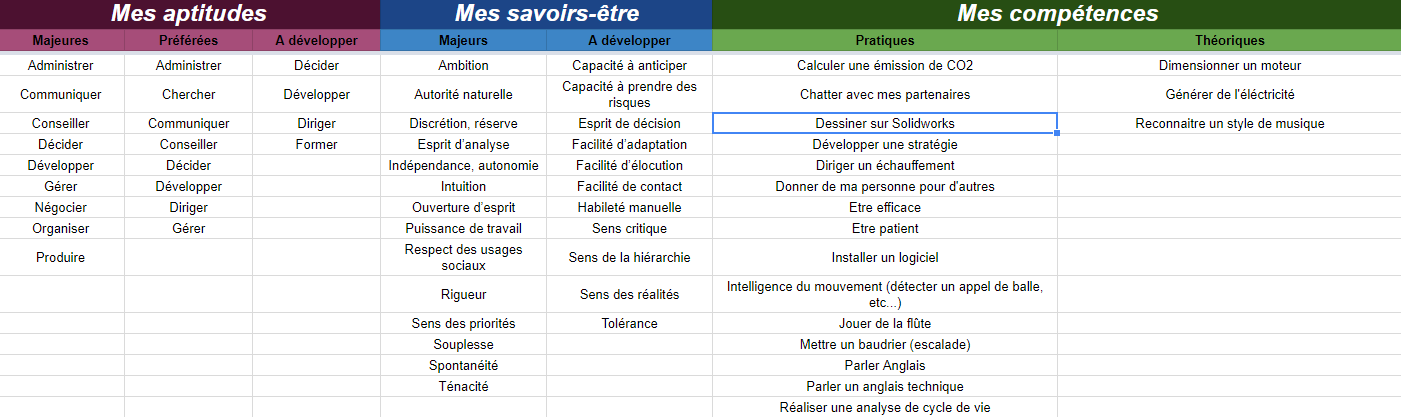 Mes aptitudes Mes savoirs-être Mes compétences
Majeures Préférées A développer Majeurs A développer Pratiques Théoriques
Administrer Administrer Décider Ambition Capacité à anticiper Calculer une émission de CO2 Dimensionner un moteur
Communiquer Chercher Développer Autorité naturelle Capacité à prendre des risques Chatter avec mes partenaires Générer de l'éléctricité
Conseiller Communiquer Diriger Discrétion, réserve Esprit de décision Dessiner sur Solidworks Reconnaitre un style de musique
Décider Conseiller Former Esprit d'analyse Facilité d'adaptation Développer une stratégie
Développer Décider Indépendance, autonomie Facilité d'élocution Diriger un échauffement
Gérer Développer Intuition Facilité de contact Donner de ma personne pour d'autres
Négocier Diriger Ouverture d'esprit Habileté manuelle Etre efficace
Organiser Gérer Puissance de travail Sens critique Etre patient
Produire Respect des usages sociaux Sens de la hiérarchie Installer un logiciel
Rigueur Sens des réalités Intelligence du mouvement (détecter un appel de balle, etc...)
Sens des priorités Tolérance Jouer de la flûte
Souplesse Mettre un baudrier (escalade)
Spontanéité Parler Anglais
Ténacité Parler un anglais technique
Réaliser une analyse de cycle de vie